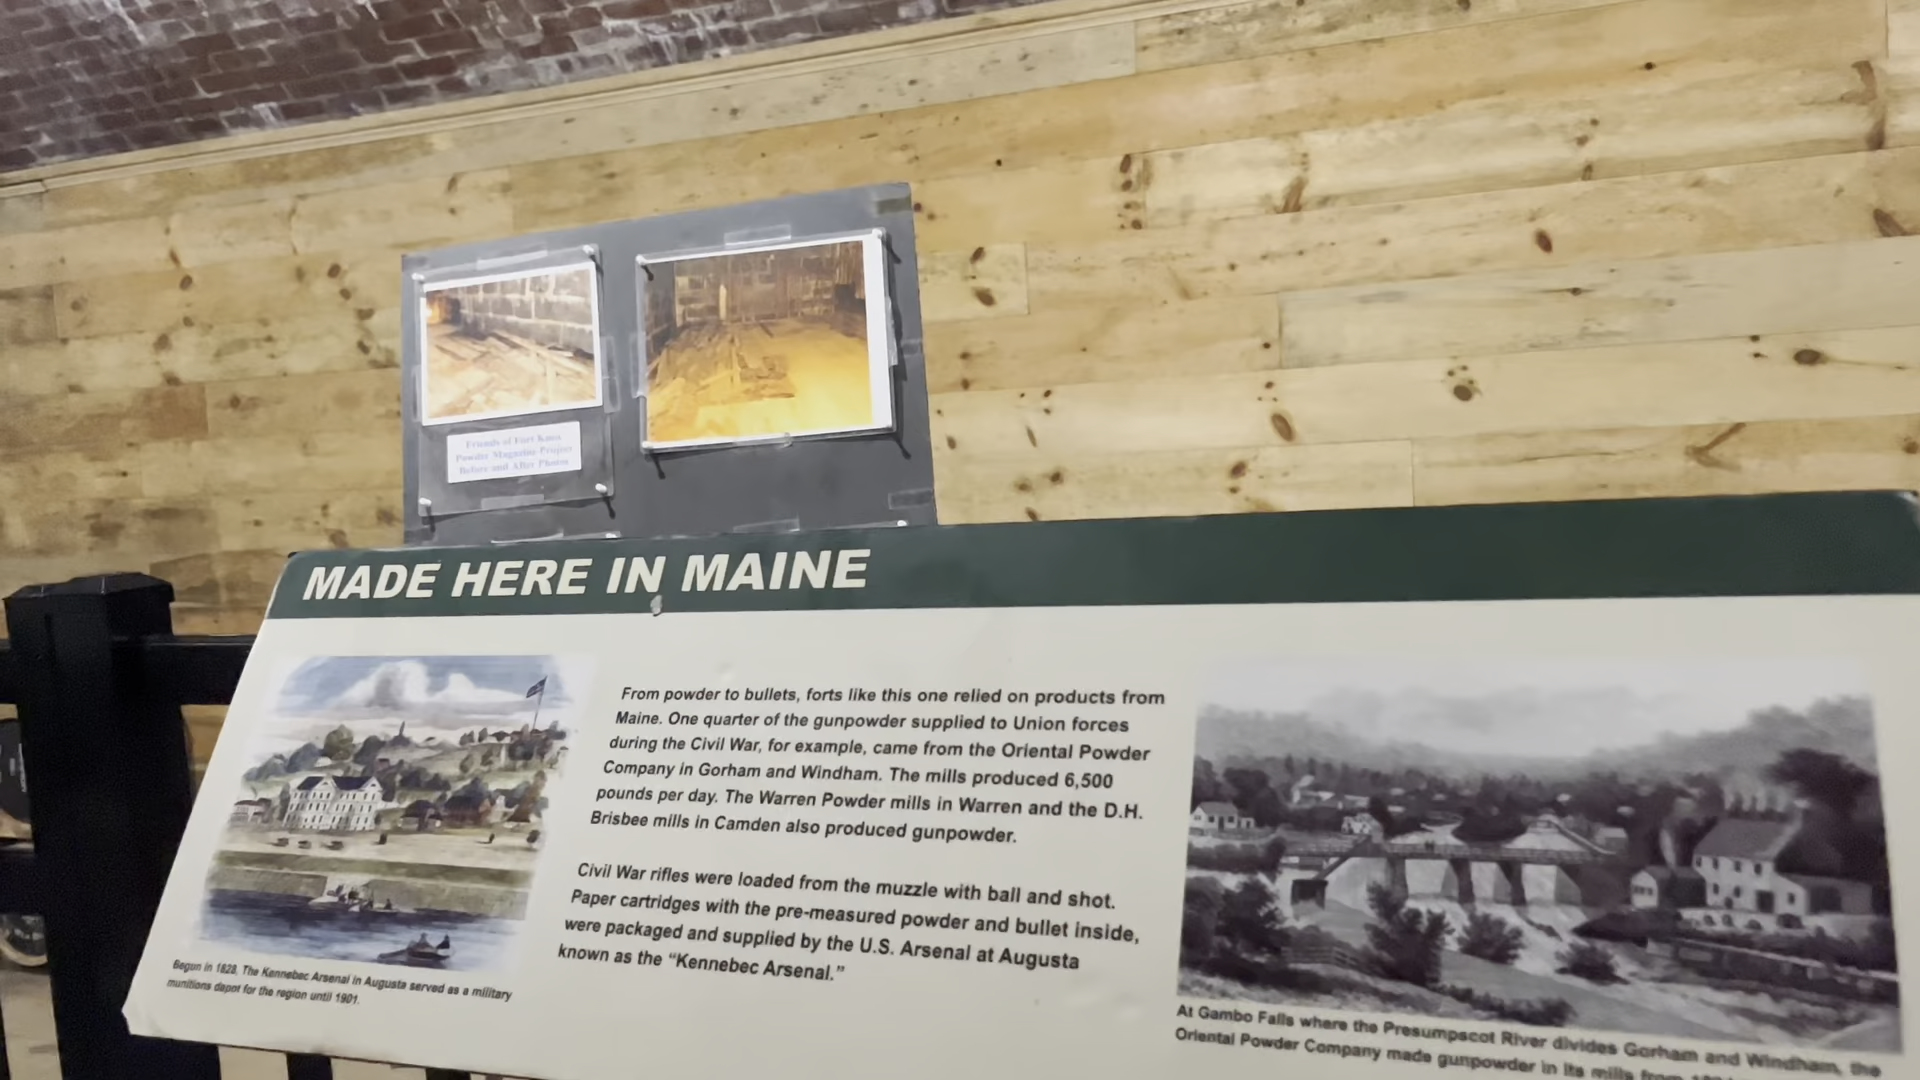 Friends of Fort Knox
Powder Magazine Project
Before and After Photos
MADE HERE IN MAINE
From powder to bullets, forts like this one relied on products from
Maine. One quarter of the gunpowder supplied to Union forces
during the Civil War, for example, came from the Oriental Powder
Company in Gorham and Windham. The mills produced 6,500
pounds per day. The Warren Powder mills in Warren and the D.H.
Brisbee mills in Camden also produced gunpowder.
Civil War rifles were loaded from the muzzle with ball and shot.
Paper cartridges with the pre-measured powder and bullet inside,
were packaged and supplied by the U.S. Arsenal at Augusta
known as the “Kennebec Arsenal.”
Begun in 1828, The Kennebec Arsenal in Augusta served as a military
munitions depot for the region until 1901.
At Gambo Falls where the Presumpscot River divides Gorham and Windham, the
Oriental Powder Company made gunpowder in its mills from